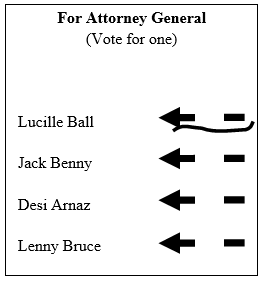 For Attorney General
(Vote for one)
Lucille Ball
Jack Benny
Desi Arnaz
Lenny Bruce